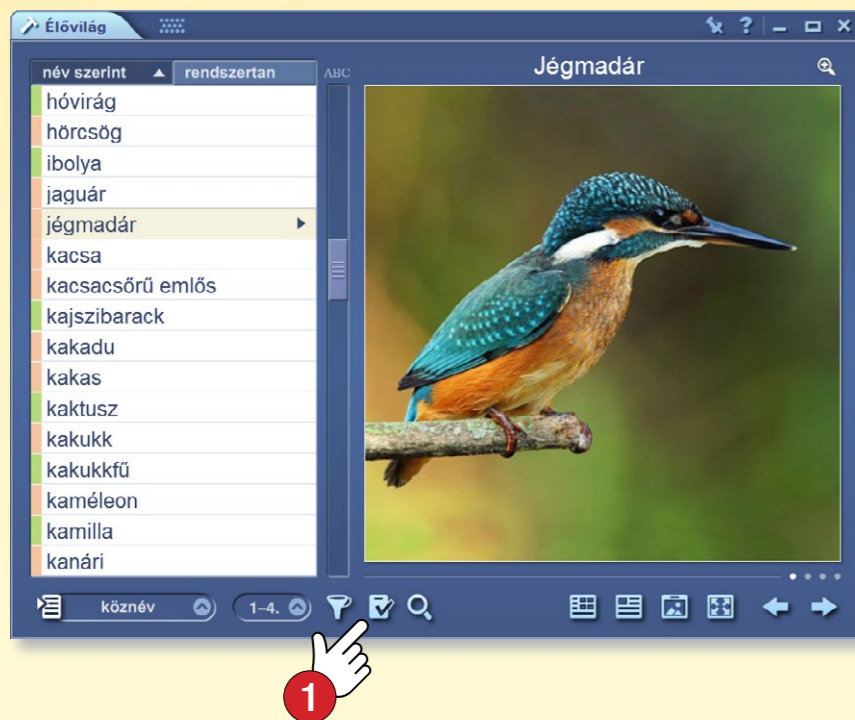 Élővilág
?
név szerint
rendszertan
ABC
Jégmadár
hóvirág
hörcsög
ibolya
jaguár
jégmadár
kacsa
kacsacsőrű emlős
kajszibarack
kakadu
kakas
kaktusz
kakukk
kakukkfű
kaméleon
kamilla
kanári
köznév
1–4.
1